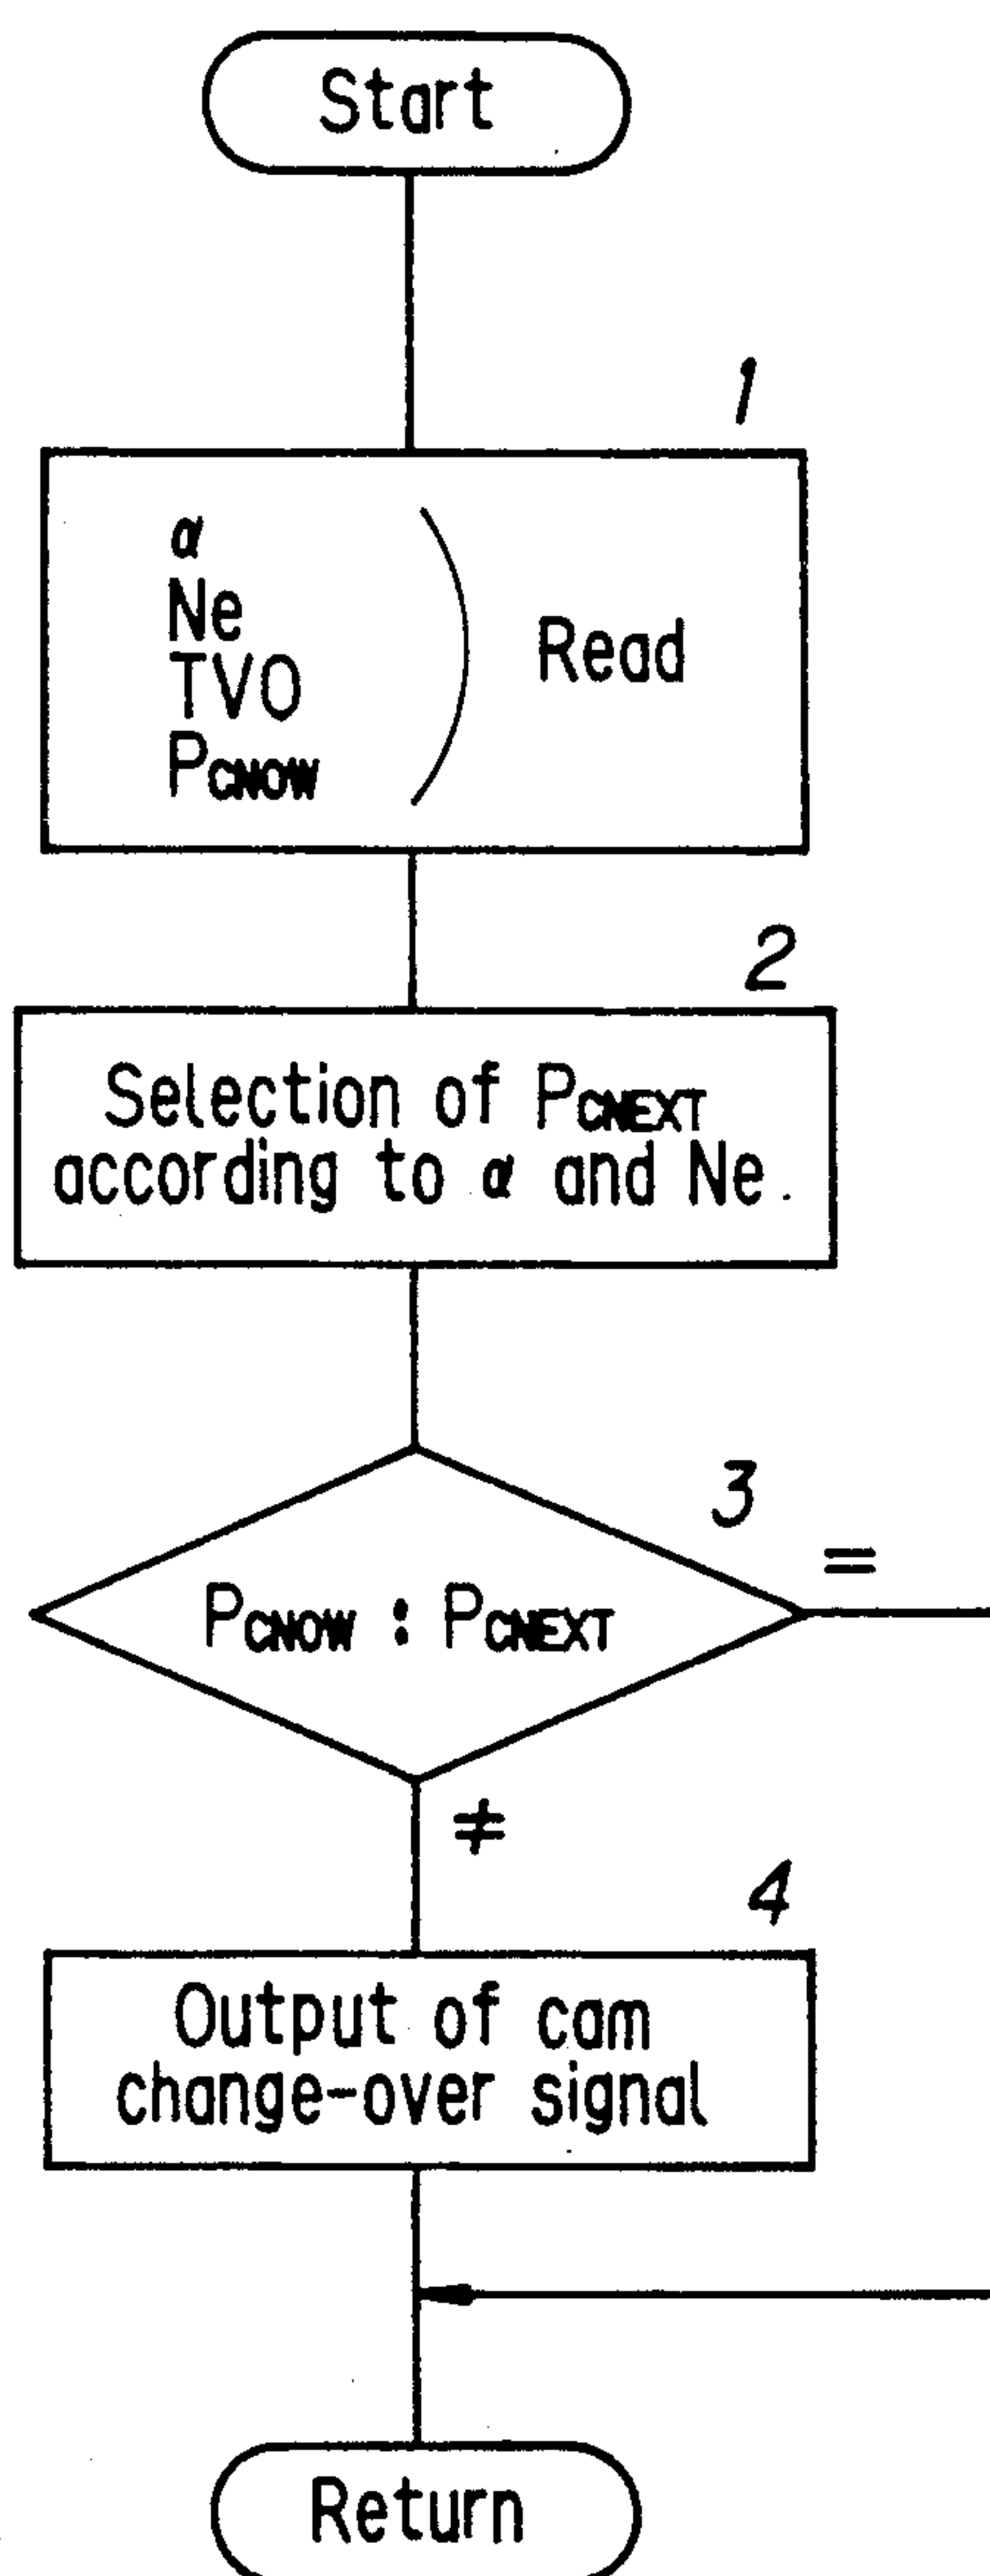 Start
1
α
Ne
TVO
PCNOW
Read
2
Selection of PCNEXT
according to α and Ne.
3
=
PCNOW : PCNEXT
≠
4
Output of cam
change-over signal
Return